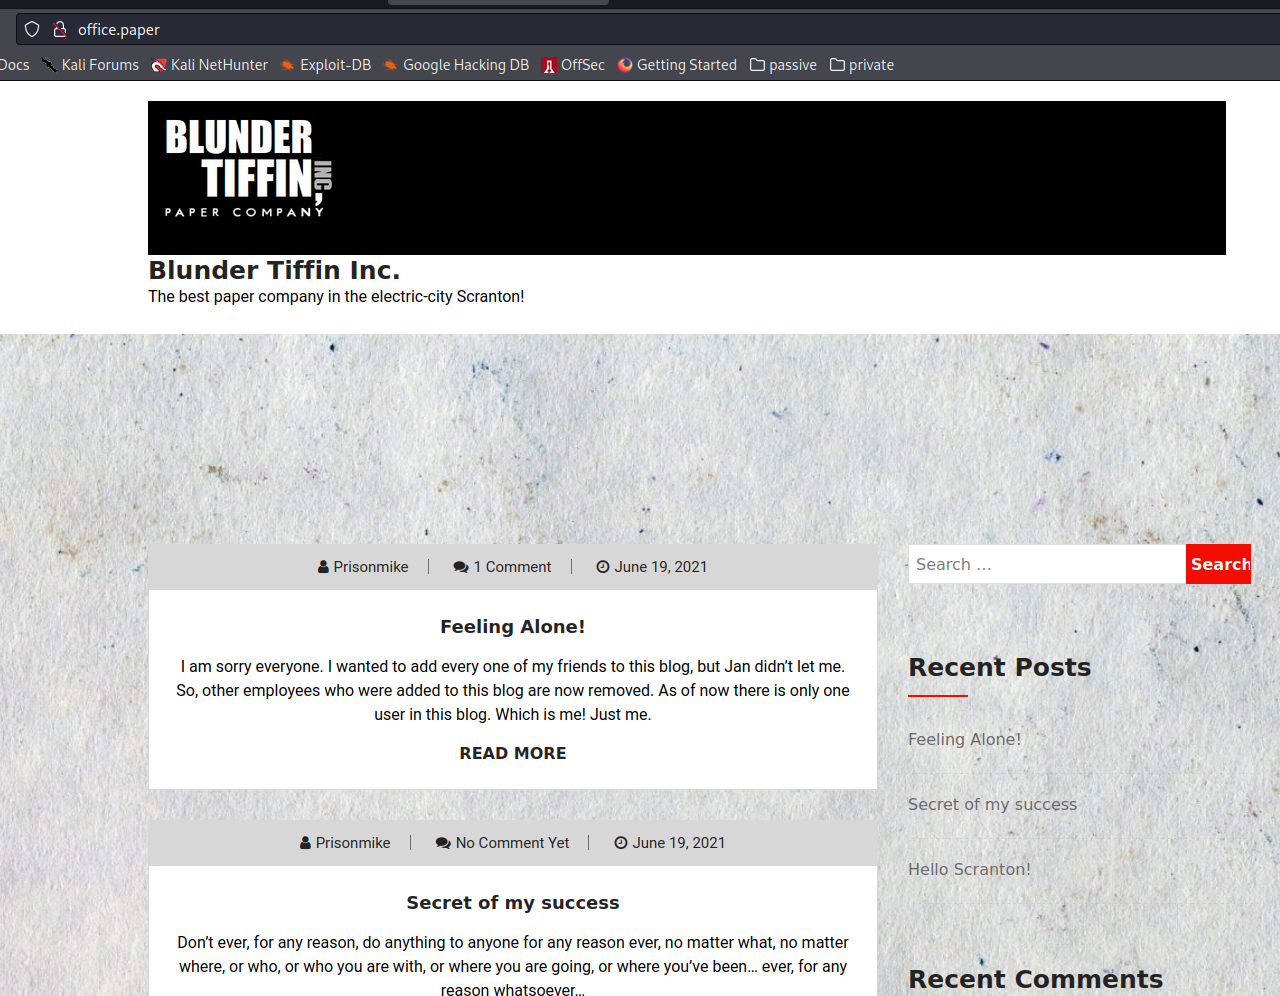 office.paper
Docs Kali Forums Kali NetHunter Exploit-DB Google Hacking DB OffSec Getting Started passive private
BLUNDER
TIFFIN, INC
PAPER COMPANY
Blunder Tiffin Inc.
The best paper company in the electric-city Scranton!
Prisonmike 1 Comment June 19, 2021
Feeling Alone!
I am sorry everyone. I wanted to add every one of my friends to this blog, but Jan didn’t let me.
So, other employees who were added to this blog are now removed. As of now there is only one
user in this blog. Which is me! Just me.
READ MORE
Prisonmike No Comment Yet June 19, 2021
Secret of my success
Don’t ever, for any reason, do anything to anyone for any reason ever, no matter what, no matter
where, or who, or who you are with, or where you are going, or where you’ve been… ever, for any
reason whatsoever…
Search …
Search
Recent Posts
Feeling Alone!
Secret of my success
Hello Scranton!
Recent Comments